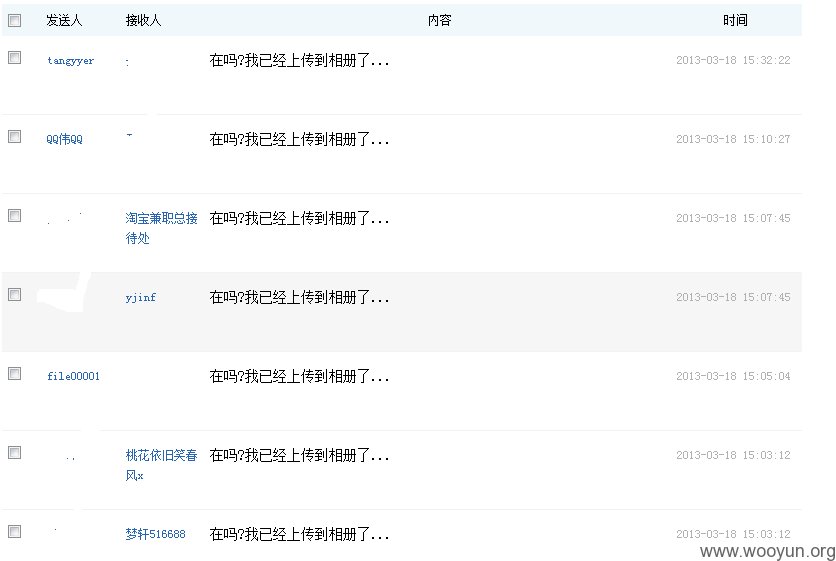 发送人 接收人 内容 时间
tangyyer 在吗?我已经上传到相册了... 2013-03-18 15:32:22
QQ伟QQ 在吗?我已经上传到相册了... 2013-03-18 15:10:27
淘宝兼职总接 在吗?我已经上传到相册了... 2013-03-18 15:07:45
待处
yjinf 在吗?我已经上传到相册了... 2013-03-18 15:07:45
file00001 在吗?我已经上传到相册了... 2013-03-18 15:05:04
桃花依旧笑春 在吗?我已经上传到相册了... 2013-03-18 15:03:12
风x
梦轩516688 在吗?我已经上传到相册了... 2013-03-18 15:03:12
www.wooyun.org